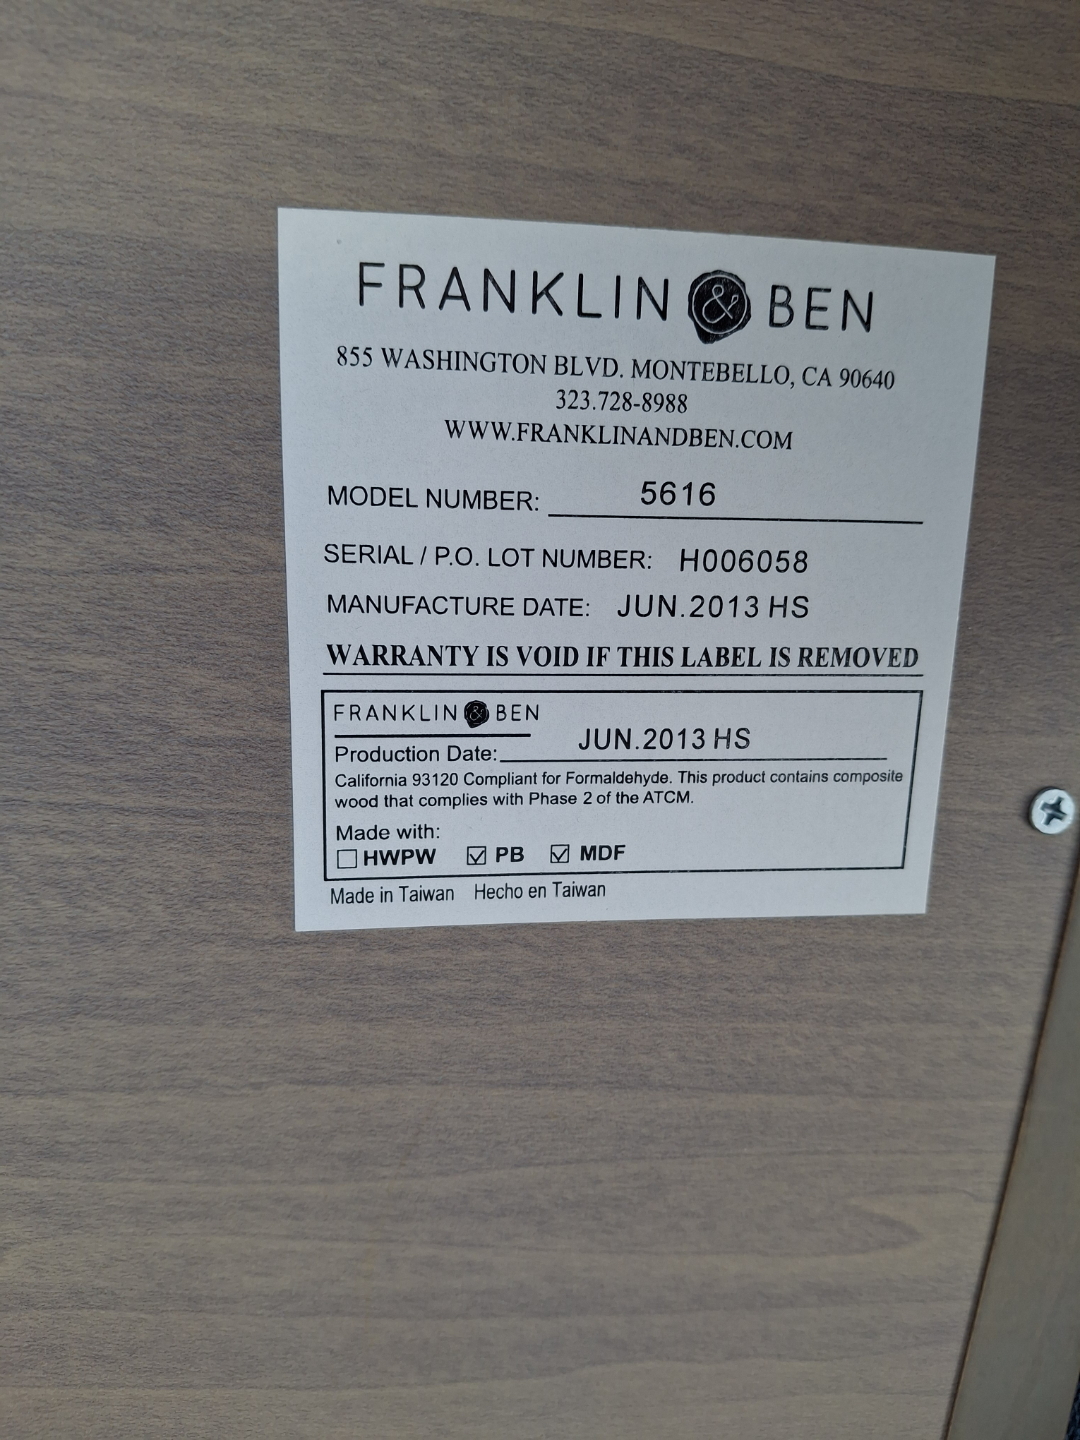 FRANKLIN & BEN
855 WASHINGTON BLVD. MONTEBELLO, CA 90640
323.728-8988
WWW.FRANKLINANDBEN.COM
MODEL NUMBER: 5616
SERIAL / P.O. LOT NUMBER: H006058
MANUFACTURE DATE: JUN.2013 HS
WARRANTY IS VOID IF THIS LABEL IS REMOVED
FRANKLIN & BEN
Production Date: JUN.2013 HS
California 93120 Compliant for Formaldehyde. This product contains composite
wood that complies with Phase 2 of the ATCM.
Made with:
☐ HWPW ☑ PB ☑ MDF
Made in Taiwan Hecho en Taiwan